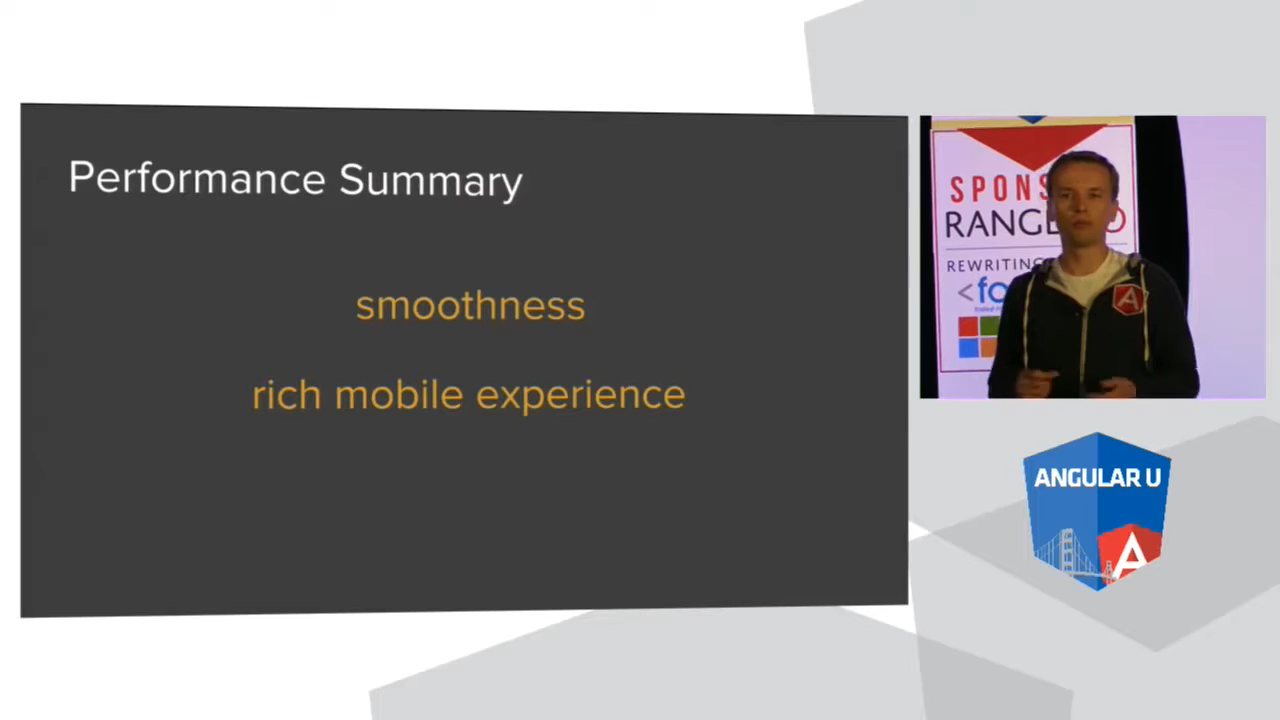 Performance Summary
smoothness
rich mobile experience
SPONS
RANGE
REWRITING
<fo
ANGULAR U
A
A